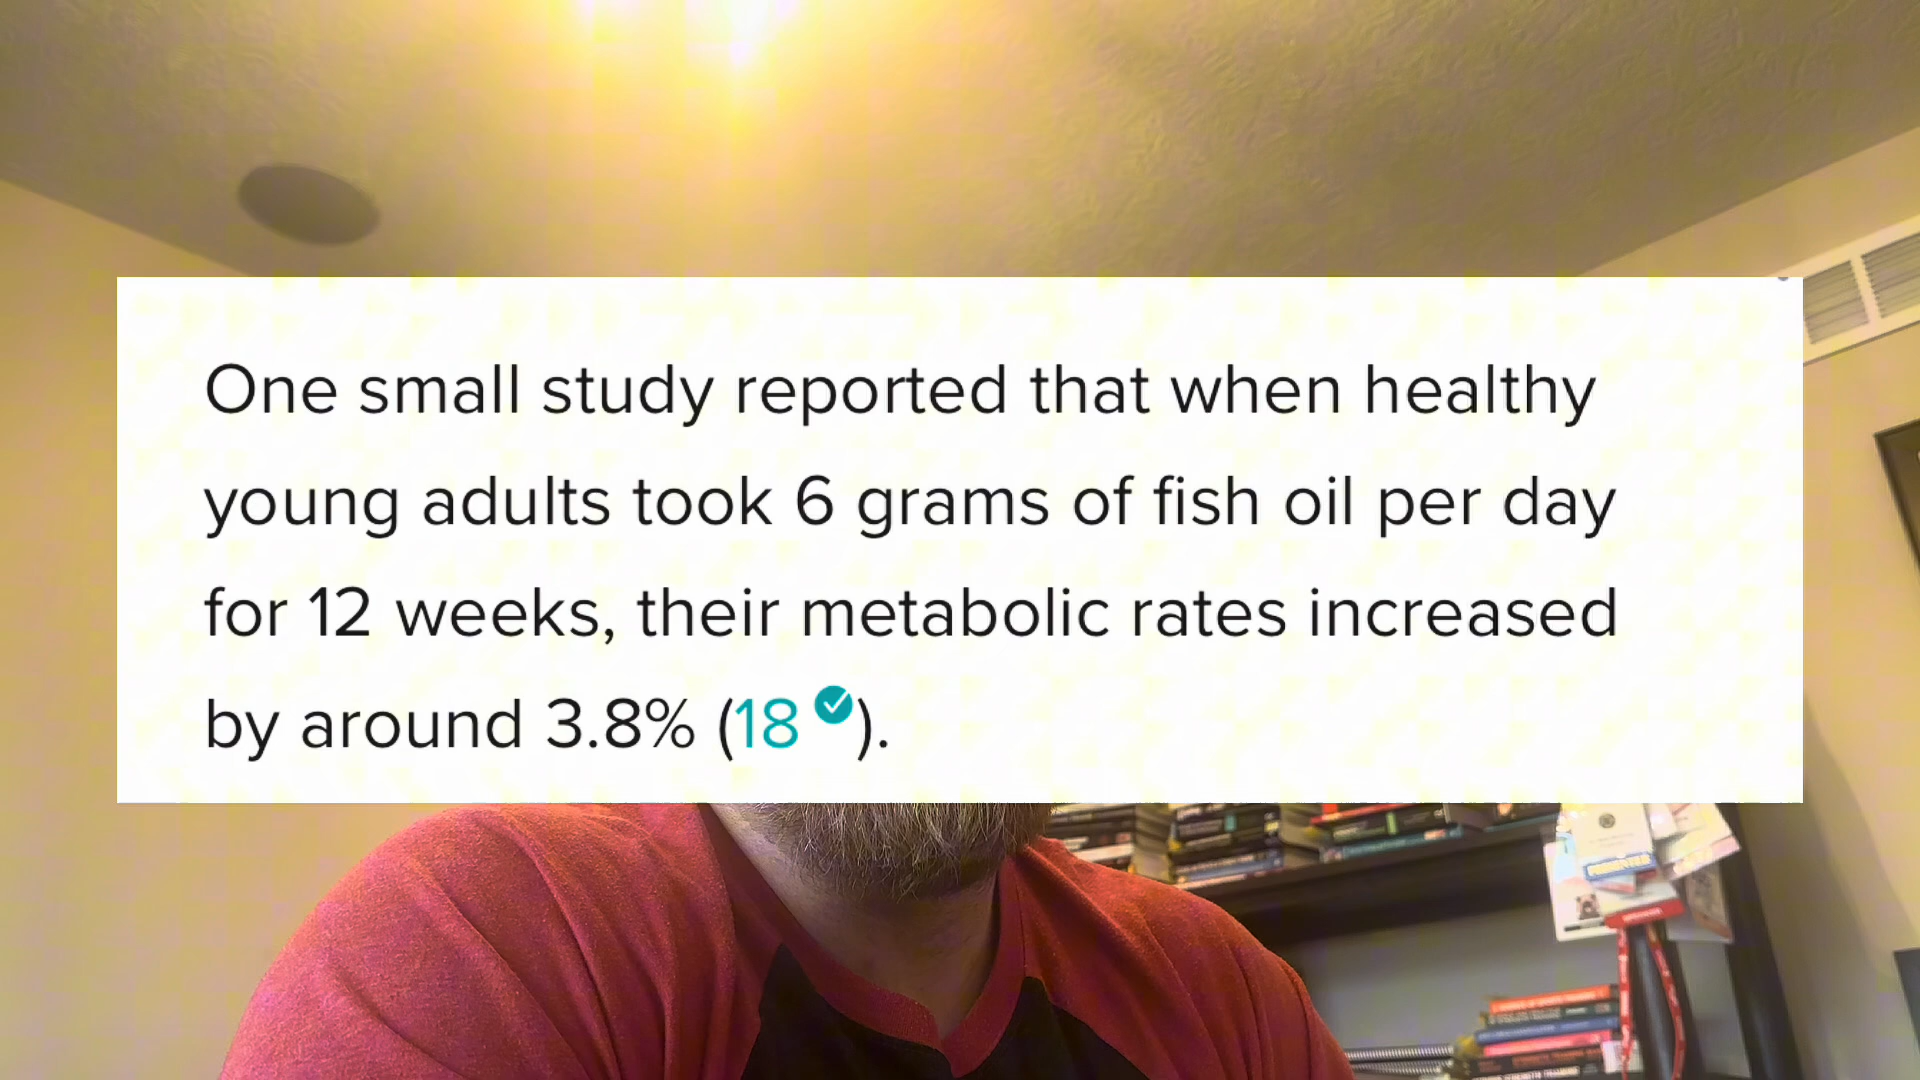 One small study reported that when healthy
young adults took 6 grams of fish oil per day
for 12 weeks, their metabolic rates increased
by around 3.8% (18).